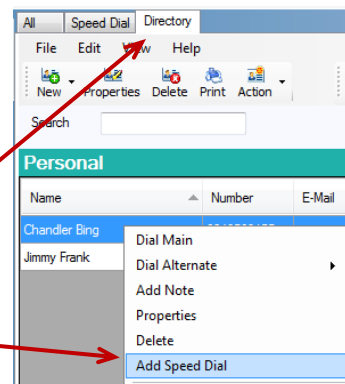 All Speed Dial Directory
File Edit View Help
New Properties Delete Print Action
Search
Personal
Name Number E-Mail
Chandler Bing
Jimmy Frank
Dial Main
Dial Alternate
Add Note
Properties
Delete
Add Speed Dial